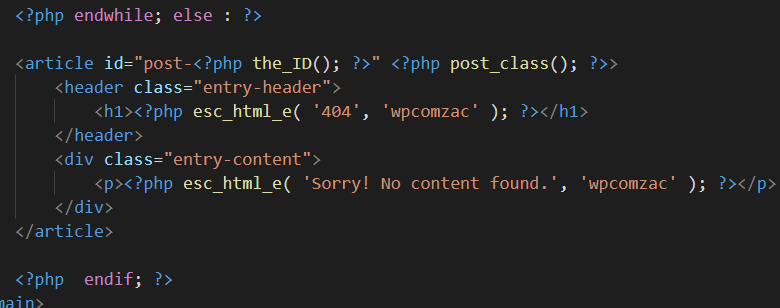 <?php endwhile; else : ?>
<article id="post-<?php the_ID(); ?>" <?php post_class(); ?>>
<header class="entry-header">
<h1><?php esc_html_e( '404', 'wpcomzac' ); ?></h1>
</header>
<div class="entry-content">
<p><?php esc_html_e( 'Sorry! No content found.', 'wpcomzac' ); ?></p>
</div>
</article>
<?php  endif; ?>
main>